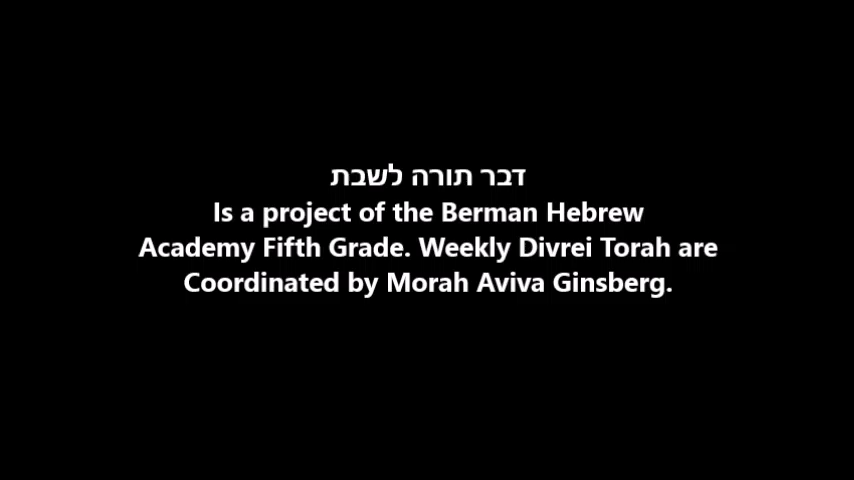 דבר תורה לשבת
Is a project of the Berman Hebrew
Academy Fifth Grade. Weekly Divrei Torah are
Coordinated by Morah Aviva Ginsberg.